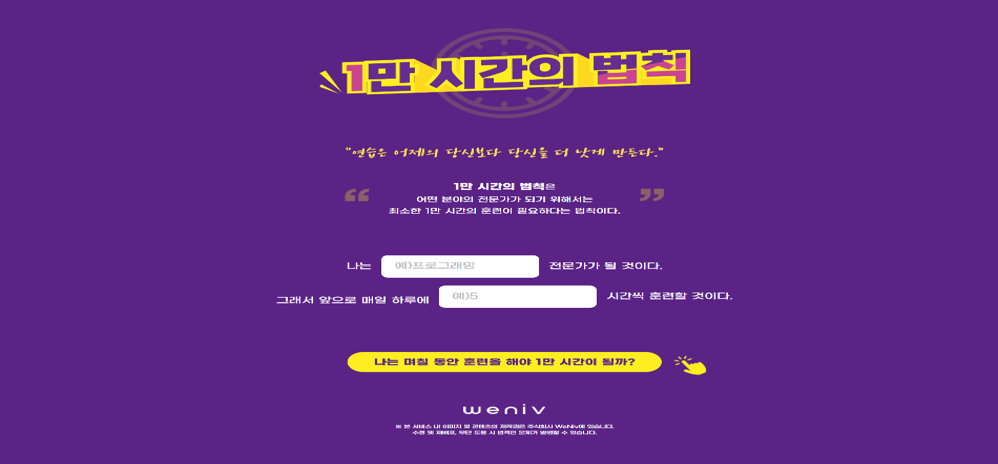 1만 시간의 법칙
"연습은 어제의 당신보다 당신을 더 낫게 만든다."
“ 1만 시간의 법칙은 ”
어떤 분야의 전문가가 되기 위해서는
최소한 1만 시간의 훈련이 필요하다는 법칙이다.
나는 예)프로그래밍 전문가가 될 것이다.
그래서 앞으로 매일 하루에 예)5 시간씩 훈련할 것이다.
나는 며칠 동안 훈련을 해야 1만 시간이 될까?
weniv
※ 본 서비스 내 이미지 및 콘텐츠의 저작권은 주식회사 WeNiv에 있습니다.
수정 및 재배포, 무단 도용 시 법적인 문제가 발생할 수 있습니다.